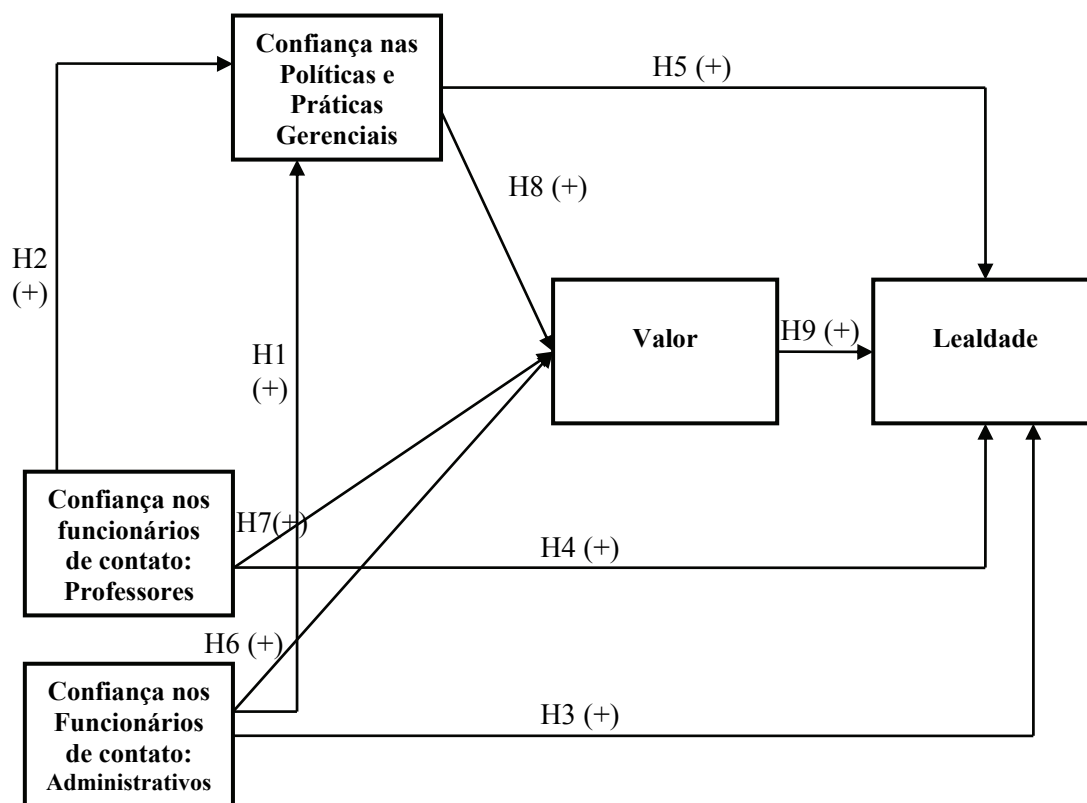 Confiança nas
Políticas e
Práticas
Gerenciais
H5 (+)
H8 (+)
H2
(+)
H1
(+)
Valor
H9 (+)
Lealdade
Confiança nos
funcionários
de contato:
Professores
H7(+)
H4 (+)
H6 (+)
Confiança nos
Funcionários
de contato:
Administrativos
H3 (+)